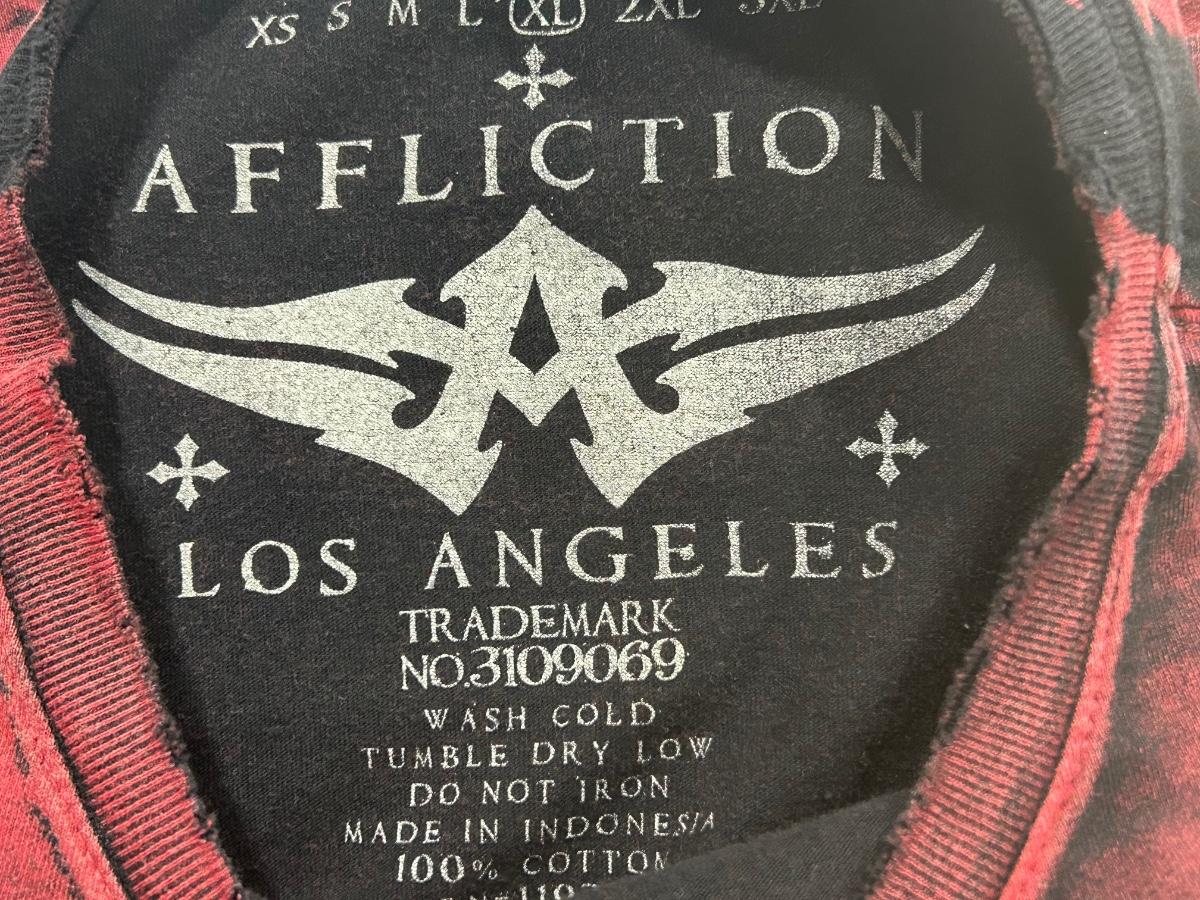 XS S M L XL 2XL 3XL
AFFLICTION
LOS ANGELES
TRADEMARK
NO.3109069
WASH COLD
TUMBLE DRY LOW
DO NOT IRON
MADE IN INDONESIA
100% COTTON